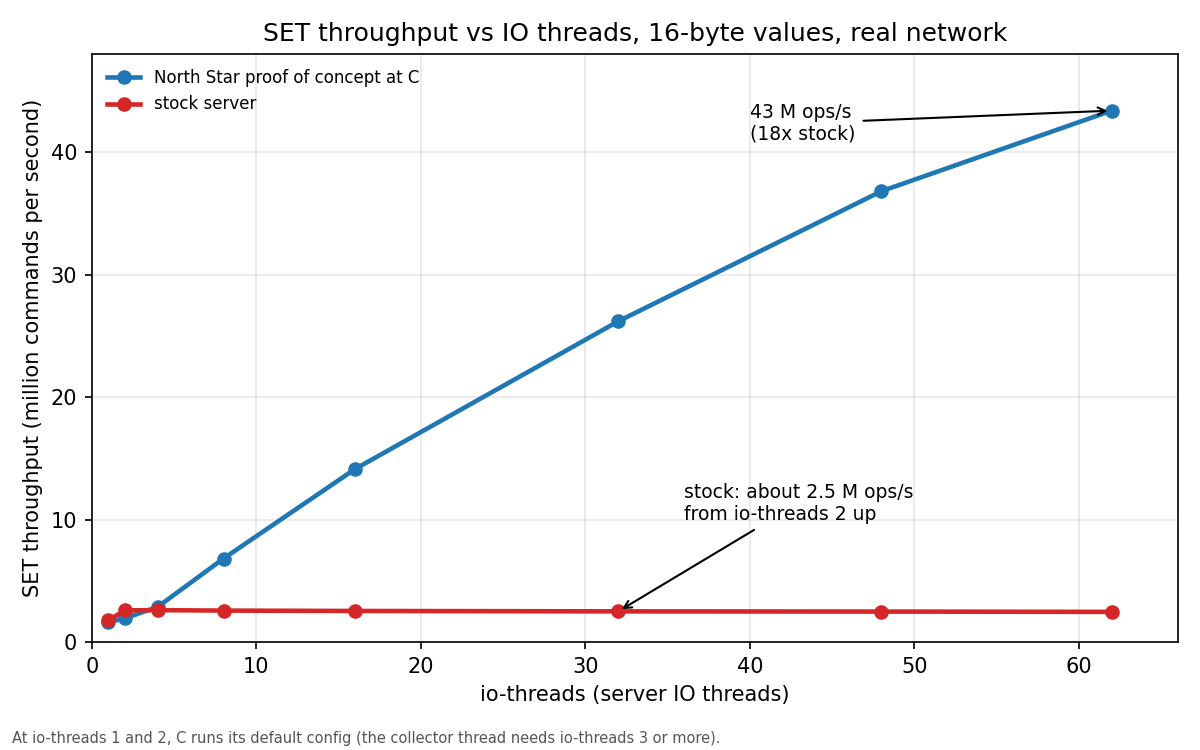 SET throughput vs IO threads, 16-byte values, real network
North Star proof of concept at C
stock server
43 M ops/s
(18x stock)
stock: about 2.5 M ops/s
from io-threads 2 up
SET throughput (million commands per second)
40
30
20
10
0
0 10 20 30 40 50 60
io-threads (server IO threads)
At io-threads 1 and 2, C runs its default config (the collector thread needs io-threads 3 or more).